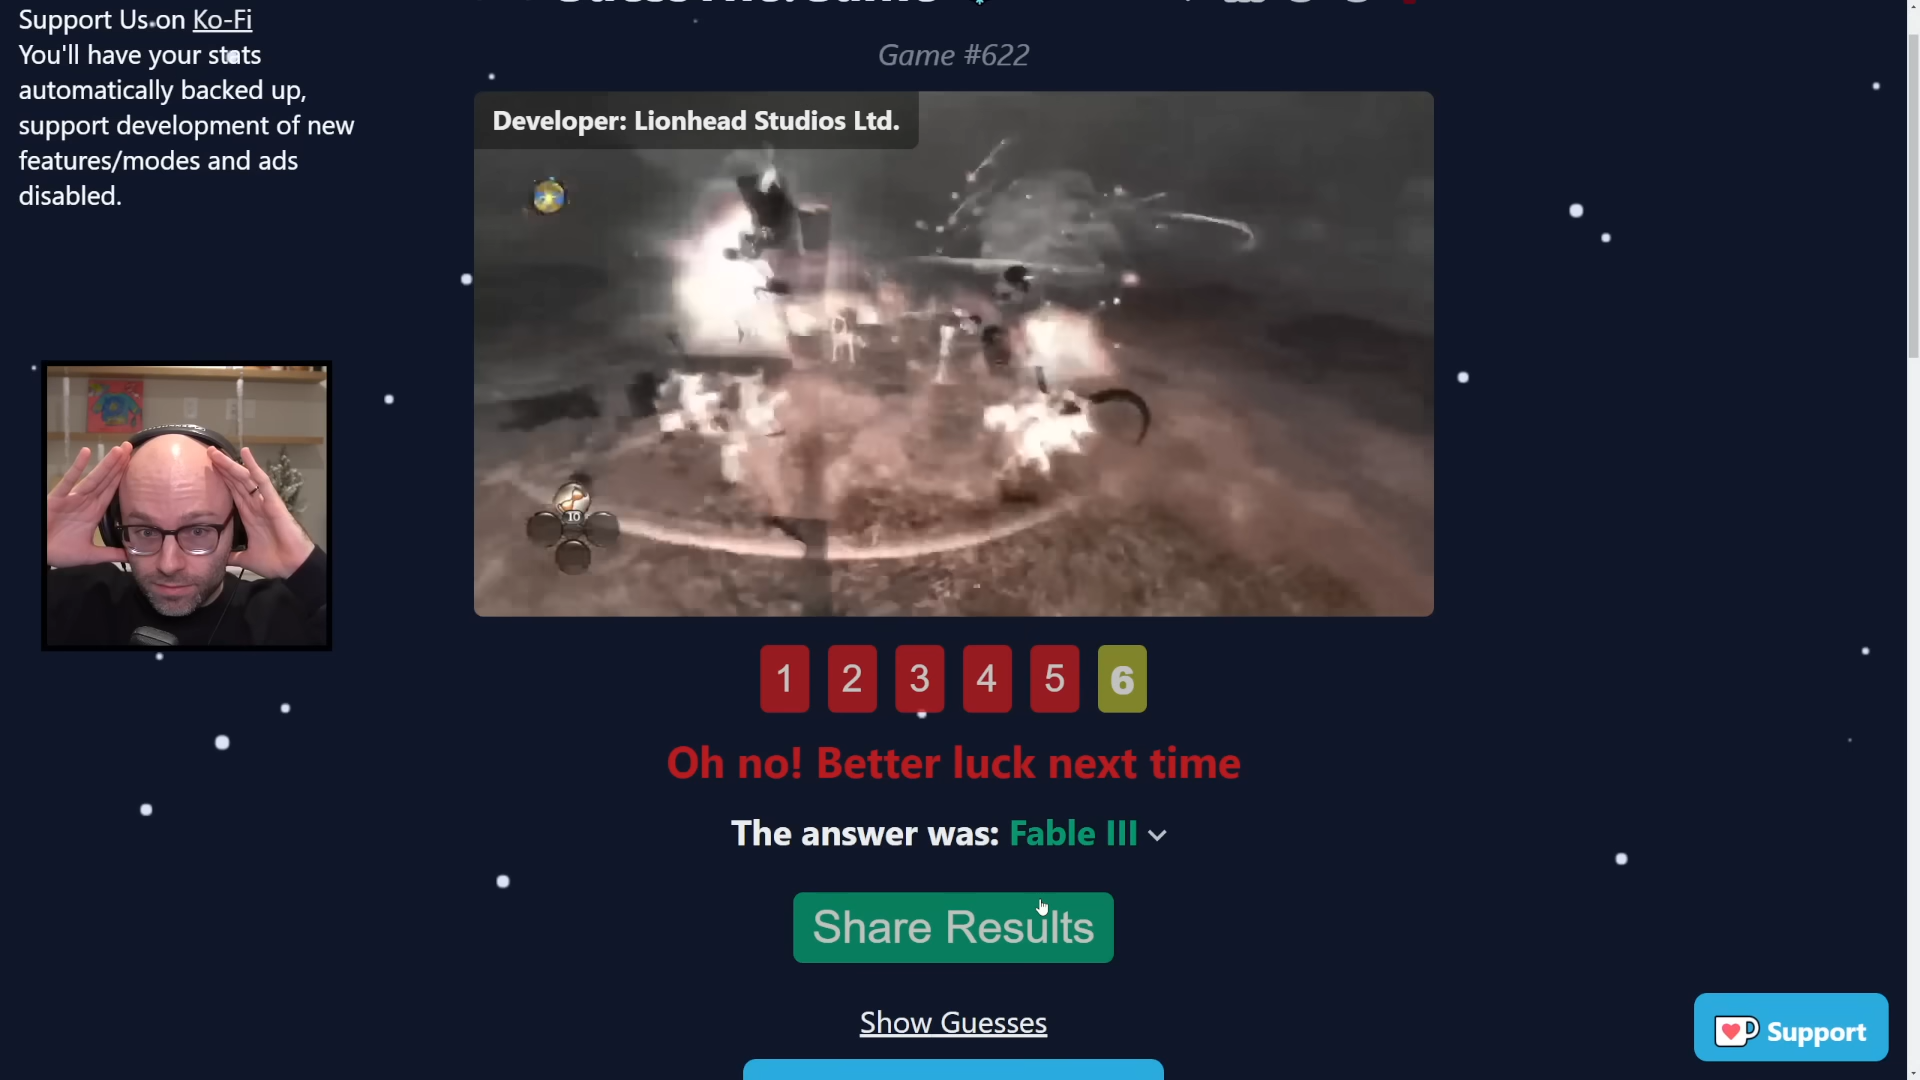 Support Us on Ko-Fi
You'll have your stats
automatically backed up,
support development of new
features/modes and ads
disabled.
Game #622
Developer: Lionhead Studios Ltd.
10
1 2 3 4 5 6
Oh no! Better luck next time
The answer was: Fable III
Share Results
Show Guesses
Support